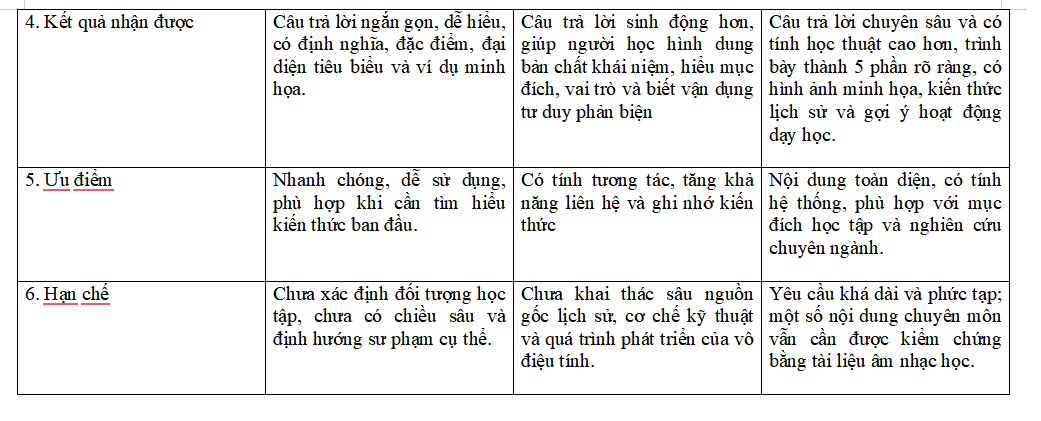 4. Kết quả nhận được
Câu trả lời ngắn gọn, dễ hiểu,
có định nghĩa, đặc điểm, đại
diện tiêu biểu và ví dụ minh
họa.
Câu trả lời sinh động hơn,
giúp người học hình dung
bản chất khái niệm, hiểu mục
đích, vai trò và biết vận dụng
tư duy phản biện
Câu trả lời chuyên sâu và có
tính học thuật cao hơn, trình
bày thành 5 phần rõ ràng, có
hình ảnh minh họa, kiến thức
lịch sử và gợi ý hoạt động
dạy học.
5. Ưu điểm
Nhanh chóng, dễ sử dụng,
phù hợp khi cần tìm hiểu
kiến thức ban đầu.
Có tính tương tác, tăng khả
năng liên hệ và ghi nhớ kiến
thức
Nội dung toàn diện, có tính
hệ thống, phù hợp với mục
đích học tập và nghiên cứu
chuyên ngành.
6. Hạn chế
Chưa xác định đối tượng học
tập, chưa có chiều sâu và
định hướng sư phạm cụ thể.
Chưa khai thác sâu nguồn
gốc lịch sử, cơ chế kỹ thuật
và quá trình phát triển của vô
điệu tính.
Yêu cầu khá dài và phức tạp;
một số nội dung chuyên môn
vẫn cần được kiểm chứng
bằng tài liệu âm nhạc học.